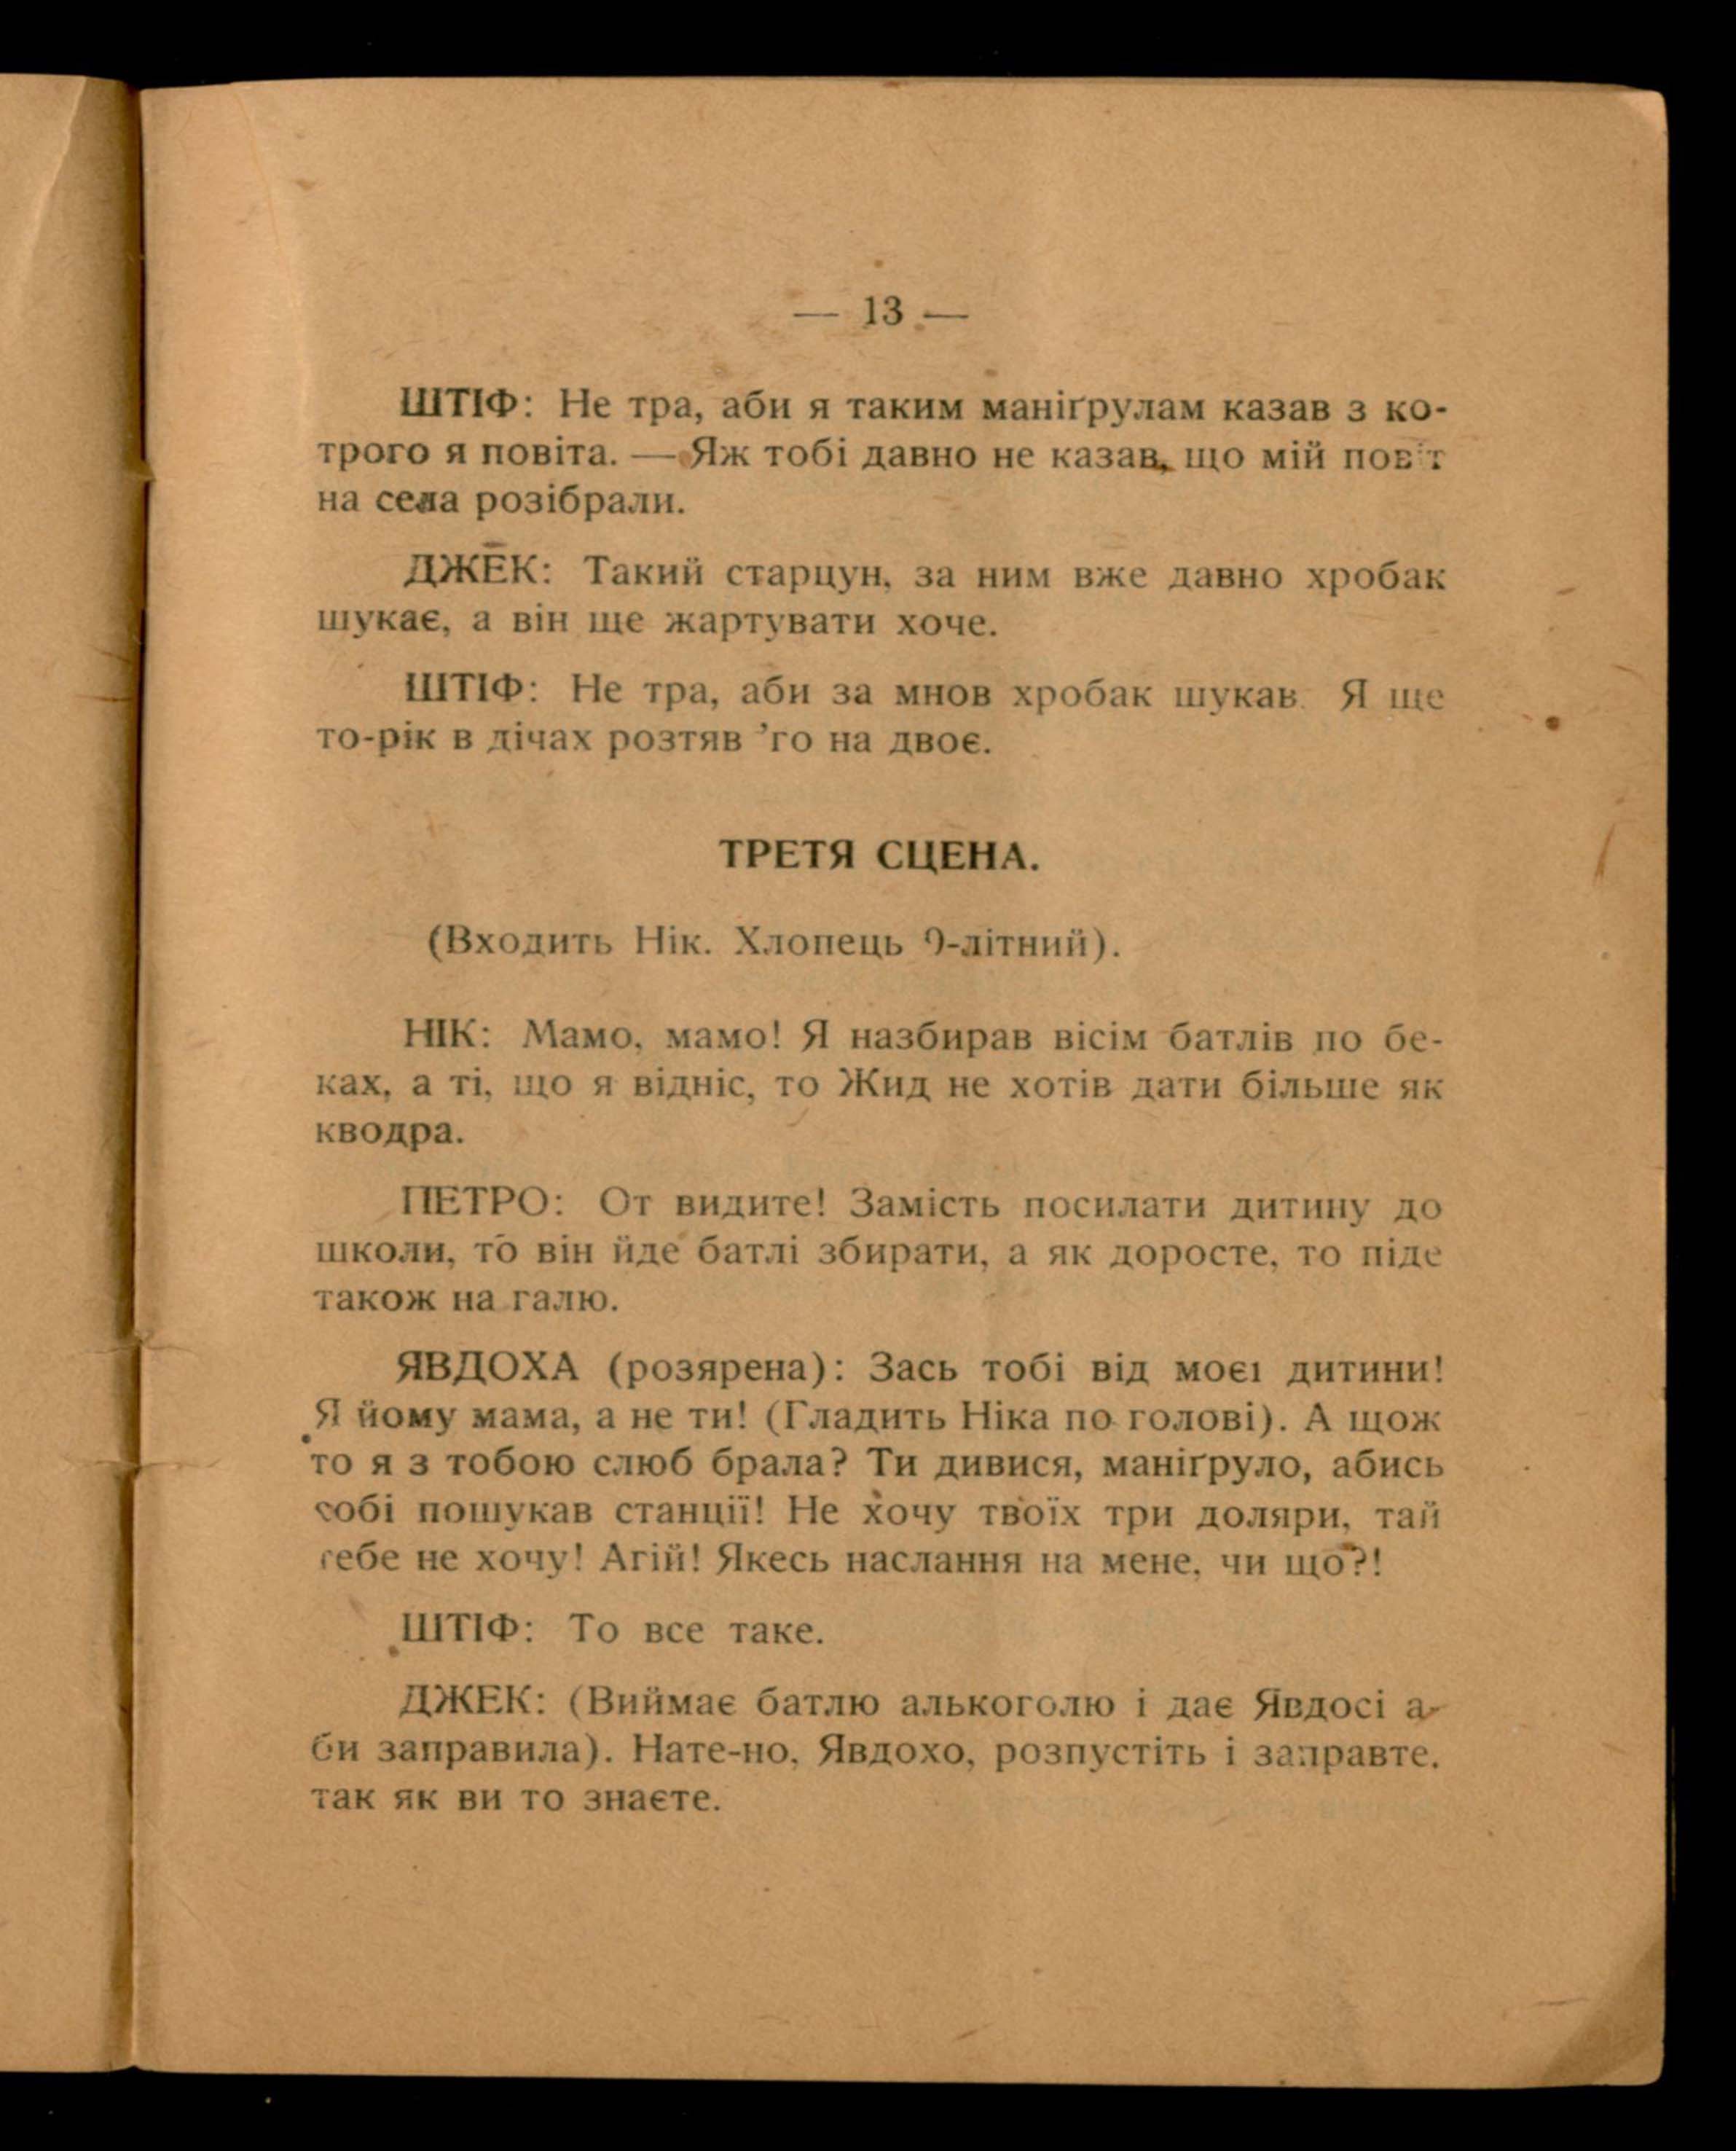 — 13 —
ШТІФ: Не тра, аби я таким маніґрулам казав з ко-
трого я повіта. — Яж тобі давно не казав, що мій повіт
на села розібрали.
ДЖЕК: Такий старцун, за ним вже давно хробак
шукає, а він ще жартувати хоче.
ШТІФ: Не тра, аби за мнов хробак шукав. Я ще
то-рік в дічах розтяв ’го на двоє.
ТРЕТЯ СЦЕНА.
(Входить Нік. Хлопець 9-літний).
НІК: Мамо, мамо! Я назбирав вісім батлів по бе-
ках, а ті, що я відніс, то Жид не хотів дати більше як
кводра.
ПЕТРО: От видите! Замість посилати дитину до
школи, то він йде батлі збирати, а як доросте, то піде
також на галю.
ЯВДОХА (розярена): Зась тобі від моєї дитини!
Я йому мама, а не ти! (Гладить Ніка по голові). А щож
то я з тобою слюб брала? Ти дивися, маніґруло, абись
собі пошукав станції! Не хочу твоїх три доляри, тай
тебе не хочу! Агій! Якесь наслання на мене, чи що?!
ШТІФ: То все таке.
ДЖЕК: (Виймає батлю алькоголю і дає Явдосі а-
би заправила). Нате-но, Явдохо, розпустіть і заправте.
так як ви то знаєте.